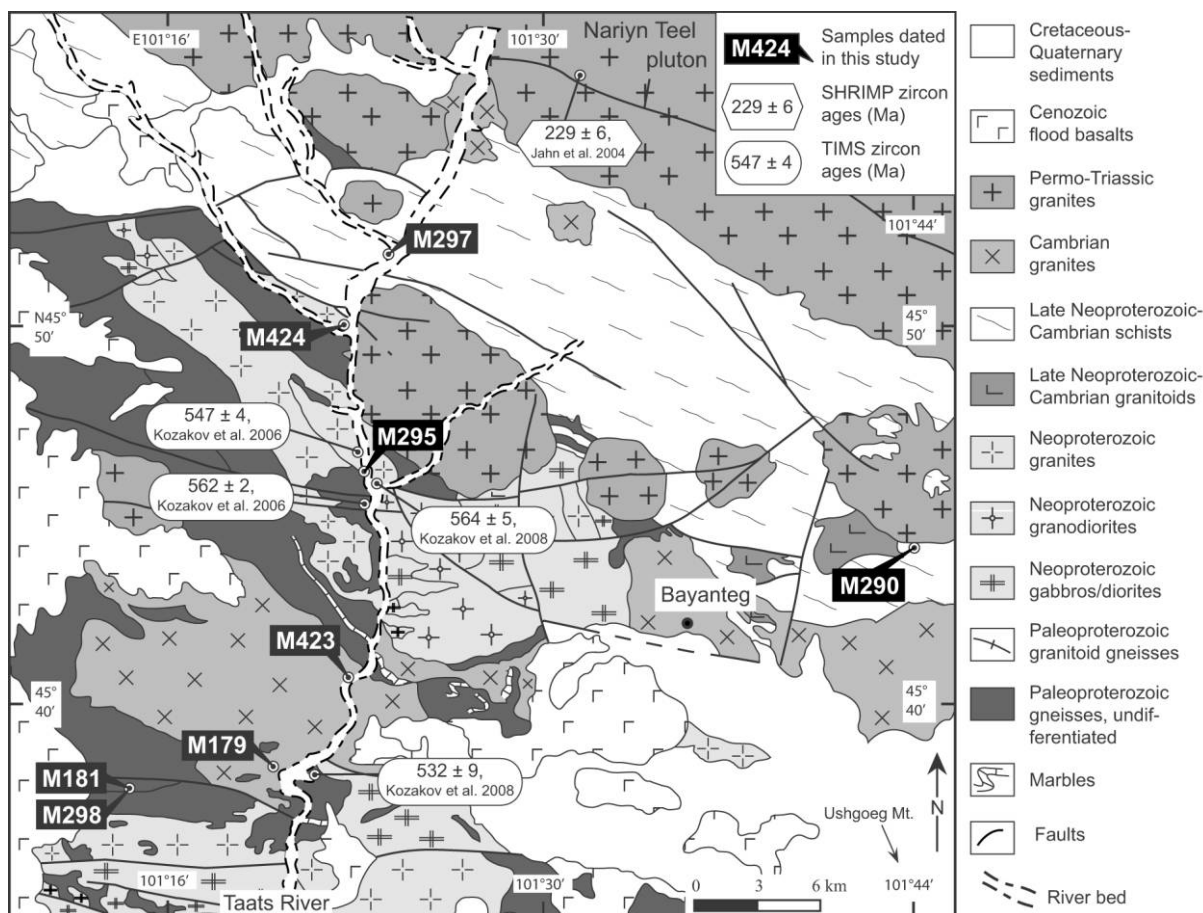 E101°16′
101°30′
Nariyn Teel
pluton
M424
Samples dated
in this study
229 ± 6
SHRIMP zircon
ages (Ma)
547 ± 4
TIMS zircon
ages (Ma)
229 ± 6,
Jahn et al. 2004
101°44′
M297
N45°
50′
45°
50′
M424
547 ± 4,
Kozakov et al. 2006
M295
562 ± 2,
Kozakov et al. 2006
564 ± 5,
Kozakov et al. 2008
M290
Bayanteg
M423
45°
40′
45°
40′
M179
M181
M298
532 ± 9,
Kozakov et al. 2008
Ushgoeg Mt.
N
101°16′
Taats River
101°30′
0 3 6 km
101°44′
Cretaceous-
Quaternary
sediments
Cenozoic
flood basalts
Permo-Triassic
granites
Cambrian
granites
Late Neoproterozoic-
Cambrian schists
Late Neoproterozoic-
Cambrian granitoids
Neoproterozoic
granites
Neoproterozoic
granodiorites
Neoproterozoic
gabbros/diorites
Paleoproterozoic
granitoid gneisses
Paleoproterozoic
gneisses, undif-
ferentiated
Marbles
Faults
River bed